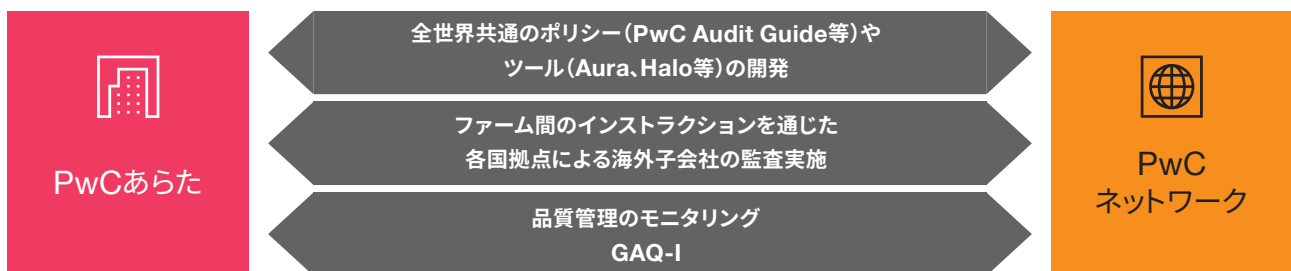 PwCあらた
全世界共通のポリシー（PwC Audit Guide等）や
ツール（Aura、Halo等）の開発
ファーム間のインストラクションを通じた
各国拠点による海外子会社の監査実施
品質管理のモニタリング
GAQ-I
PwC
ネットワーク